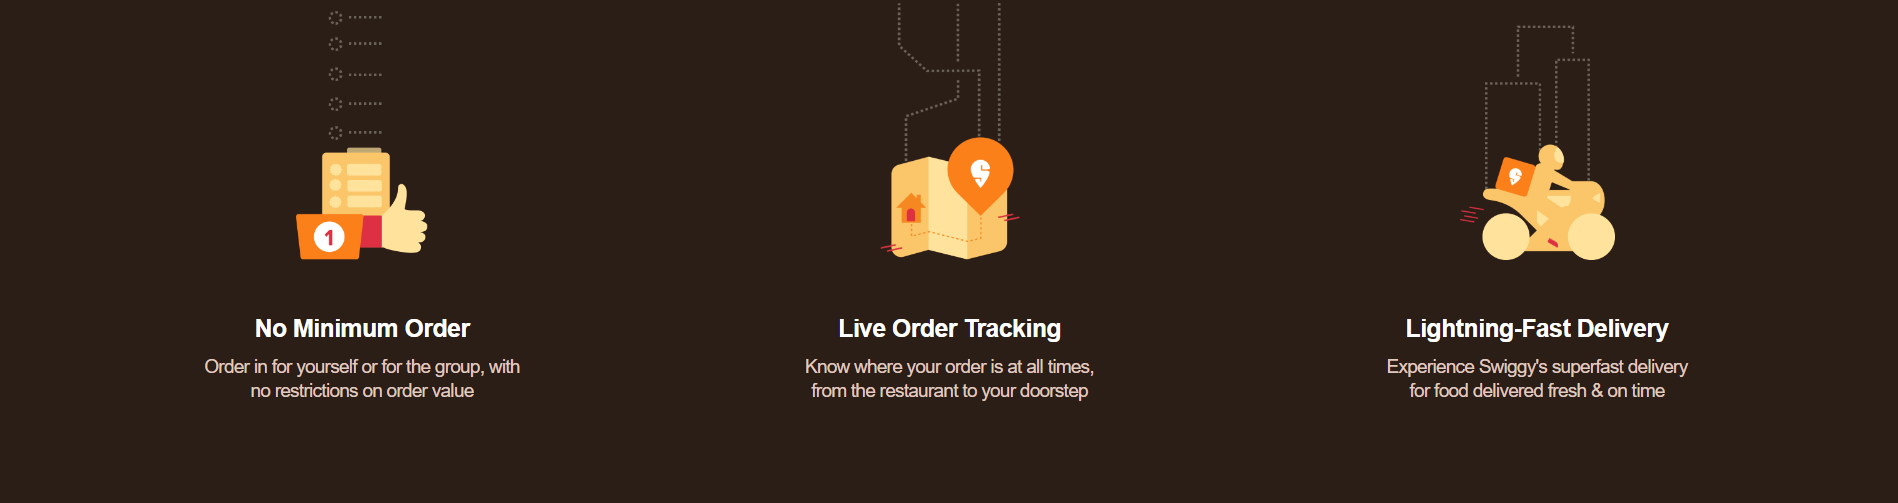 1
No Minimum Order
Order in for yourself or for the group, with
no restrictions on order value
Live Order Tracking
Know where your order is at all times,
from the restaurant to your doorstep
Lightning-Fast Delivery
Experience Swiggy's superfast delivery
for food delivered fresh & on time